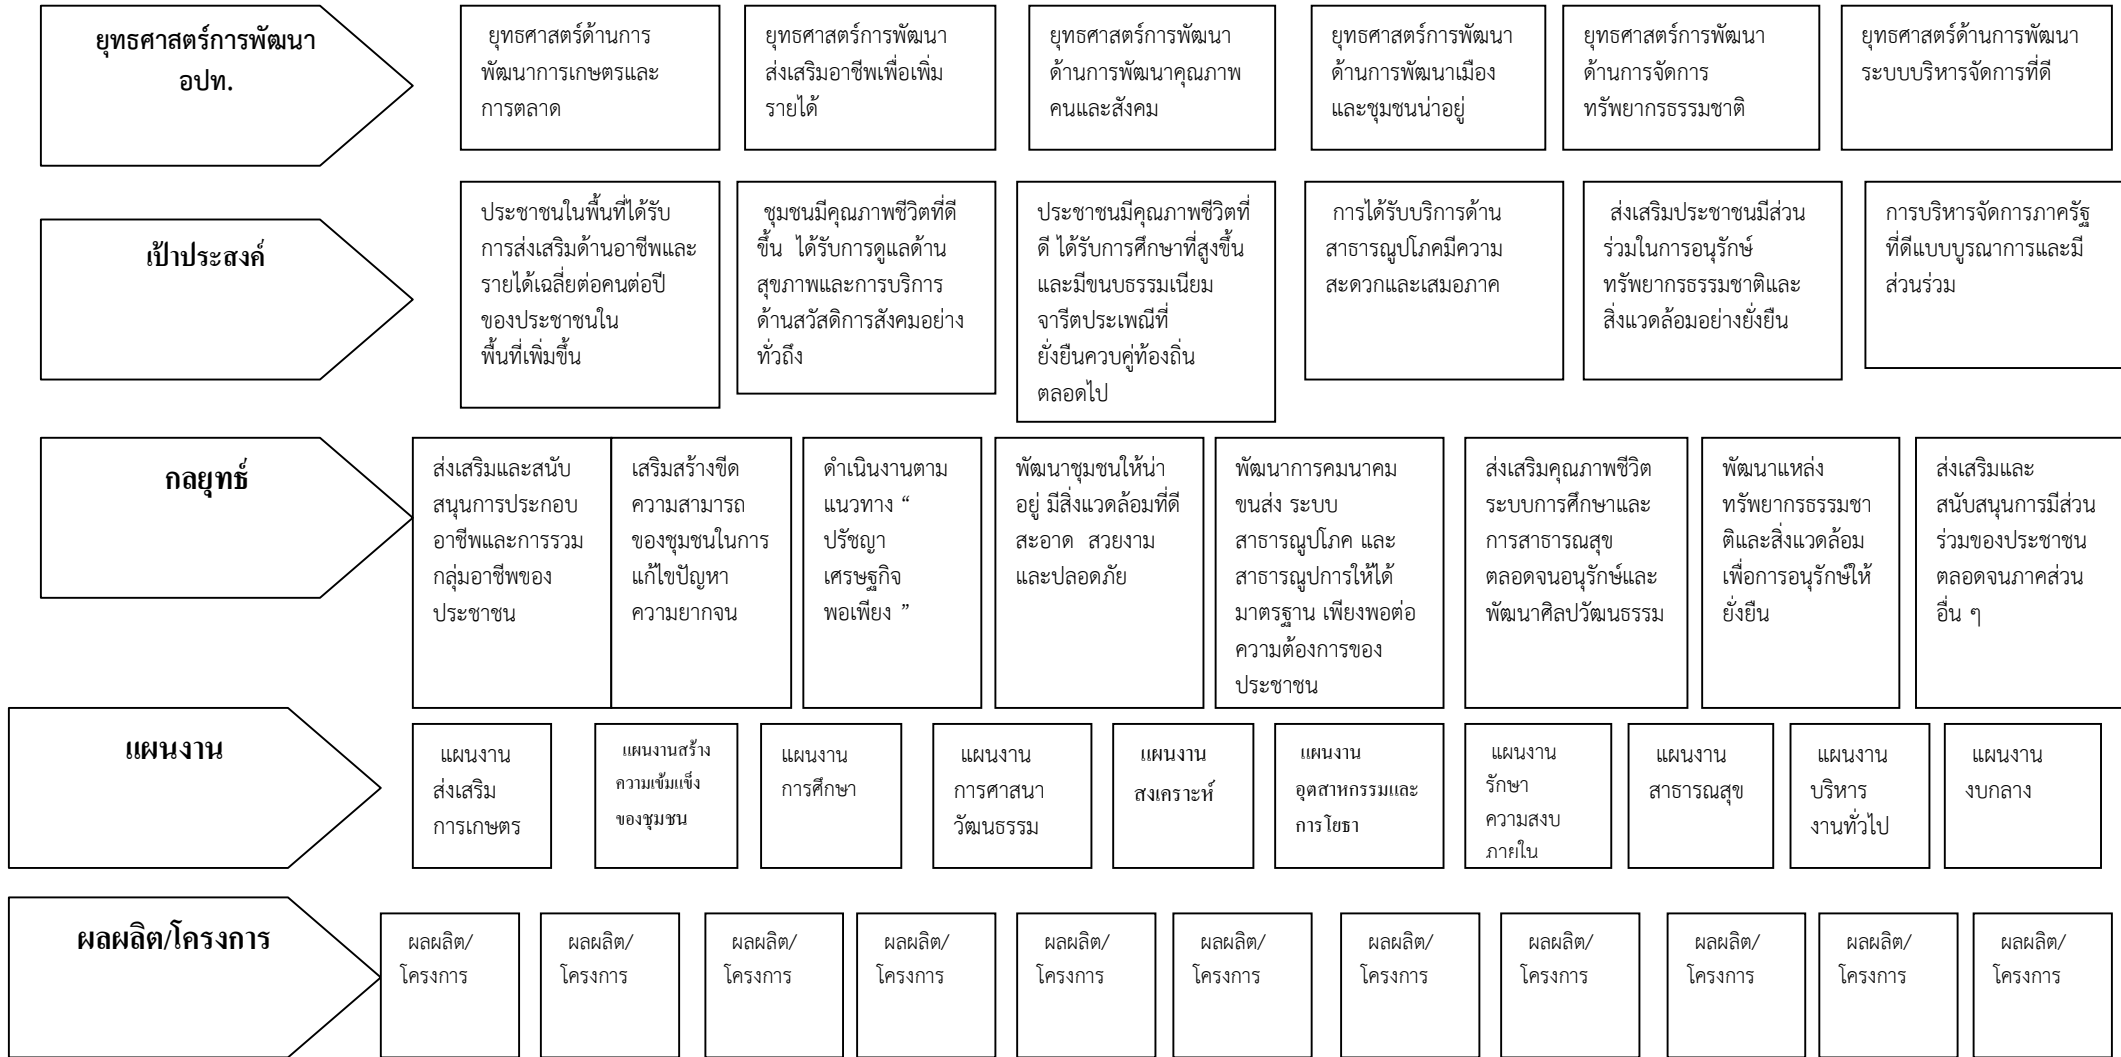 ยุทธศาสตร์การพัฒนา
อปท.
ยุทธศาสตร์ด้านการ
พัฒนาการเกษตรและ
การตลาด
ยุทธศาสตร์การพัฒนา
ส่งเสริมอาชีพเพื่อเพิ่ม
รายได้
ยุทธศาสตร์การพัฒนา
ด้านการพัฒนาคุณภาพ
คนและสังคม
ยุทธศาสตร์การพัฒนา
ด้านการพัฒนาเมือง
และชุมชนน่าอยู่
ยุทธศาสตร์การพัฒนา
ด้านการจัดการ
ทรัพยากรธรรมชาติ
ยุทธศาสตร์ด้านการพัฒนา
ระบบบริหารจัดการที่ดี
เป้าประสงค์
ประชาชนในพื้นที่ได้รับ
การส่งเสริมด้านอาชีพและ
รายได้เฉลี่ยต่อคนต่อปี
ของประชาชนใน
พื้นที่เพิ่มขึ้น
ชุมชนมีคุณภาพชีวิตที่ดี
ขึ้น ได้รับการดูแลด้าน
สุขภาพและการบริการ
ด้านสวัสดิการสังคมอย่าง
ทั่วถึง
ประชาชนมีคุณภาพชีวิตที่
ดี ได้รับการศึกษาที่สูงขึ้น
และมีขนบธรรมเนียม
จารีตประเพณีที่
ยั่งยืนควบคู่ท้องถิ่น
ตลอดไป
การได้รับบริการด้าน
สาธารณูปโภคมีความ
สะดวกและเสมอภาค
ส่งเสริมประชาชนมีส่วน
ร่วมในการอนุรักษ์
ทรัพยากรธรรมชาติและ
สิ่งแวดล้อมอย่างยั่งยืน
การบริหารจัดการภาครัฐ
ที่ดีแบบบูรณาการและมี
ส่วนร่วม
กลยุทธ์
ส่งเสริมและสนับ
สนุนการประกอบ
อาชีพและการรวม
กลุ่มอาชีพของ
ประชาชน
เสริมสร้างขีด
ความสามารถ
ของชุมชนในการ
แก้ไขปัญหา
ความยากจน
ดำเนินงานตาม
แนวทาง “
ปรัชญา
เศรษฐกิจ
พอเพียง ”
พัฒนาชุมชนให้น่า
อยู่ มีสิ่งแวดล้อมที่ดี
สะอาด สวยงาม
และปลอดภัย
พัฒนาการคมนาคม
ขนส่ง ระบบ
สาธารณูปโภค และ
สาธารณูปการให้ได้
มาตรฐาน เพียงพอต่อ
ความต้องการของ
ประชาชน
ส่งเสริมคุณภาพชีวิต
ระบบการศึกษาและ
การสาธารณสุข
ตลอดจนอนุรักษ์และ
พัฒนาศิลปวัฒนธรรม
พัฒนาแหล่ง
ทรัพยากรธรรมชา
ติและสิ่งแวดล้อม
เพื่อการอนุรักษ์ให้
ยั่งยืน
ส่งเสริมและ
สนับสนุนการมีส่วน
ร่วมของประชาชน
ตลอดจนภาคส่วน
อื่น ๆ
แผนงาน
แผนงาน
ส่งเสริม
การเกษตร
แผนงานสร้าง
ความเข้มแข็ง
ของชุมชน
แผนงาน
การศึกษา
แผนงาน
การศาสนา
วัฒนธรรม
แผนงาน
สงเคราะห์
แผนงาน
อุตสาหกรรมและ
การโยธา
แผนงาน
รักษา
ความสงบ
ภายใน
แผนงาน
สาธารณสุข
แผนงาน
บริหาร
งานทั่วไป
แผนงาน
งบกลาง
ผลผลิต/โครงการ
ผลผลิต/
โครงการ
ผลผลิต/
โครงการ
ผลผลิต/
โครงการ
ผลผลิต/
โครงการ
ผลผลิต/
โครงการ
ผลผลิต/
โครงการ
ผลผลิต/
โครงการ
ผลผลิต/
โครงการ
ผลผลิต/
โครงการ
ผลผลิต/
โครงการ
ผลผลิต/
โครงการ